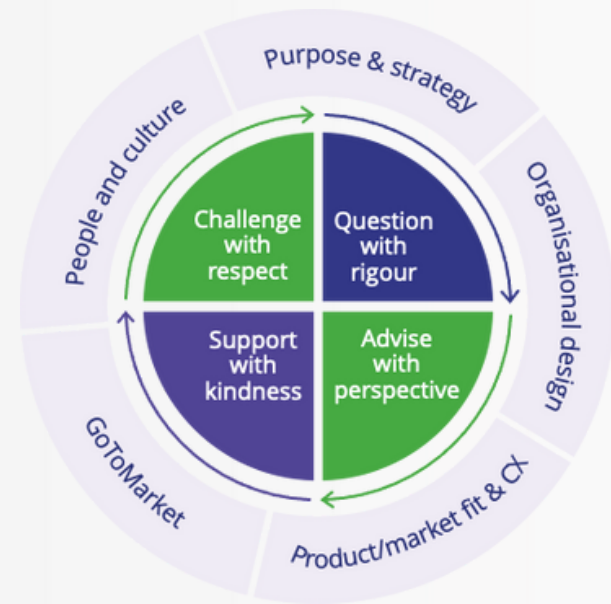 Purpose & strategy
Organisational design
Product/market fit & CX
GoToMarket
People and culture
Challenge
with
respect
Question
with
rigour
Advise
with
perspective
Support
with
kindness